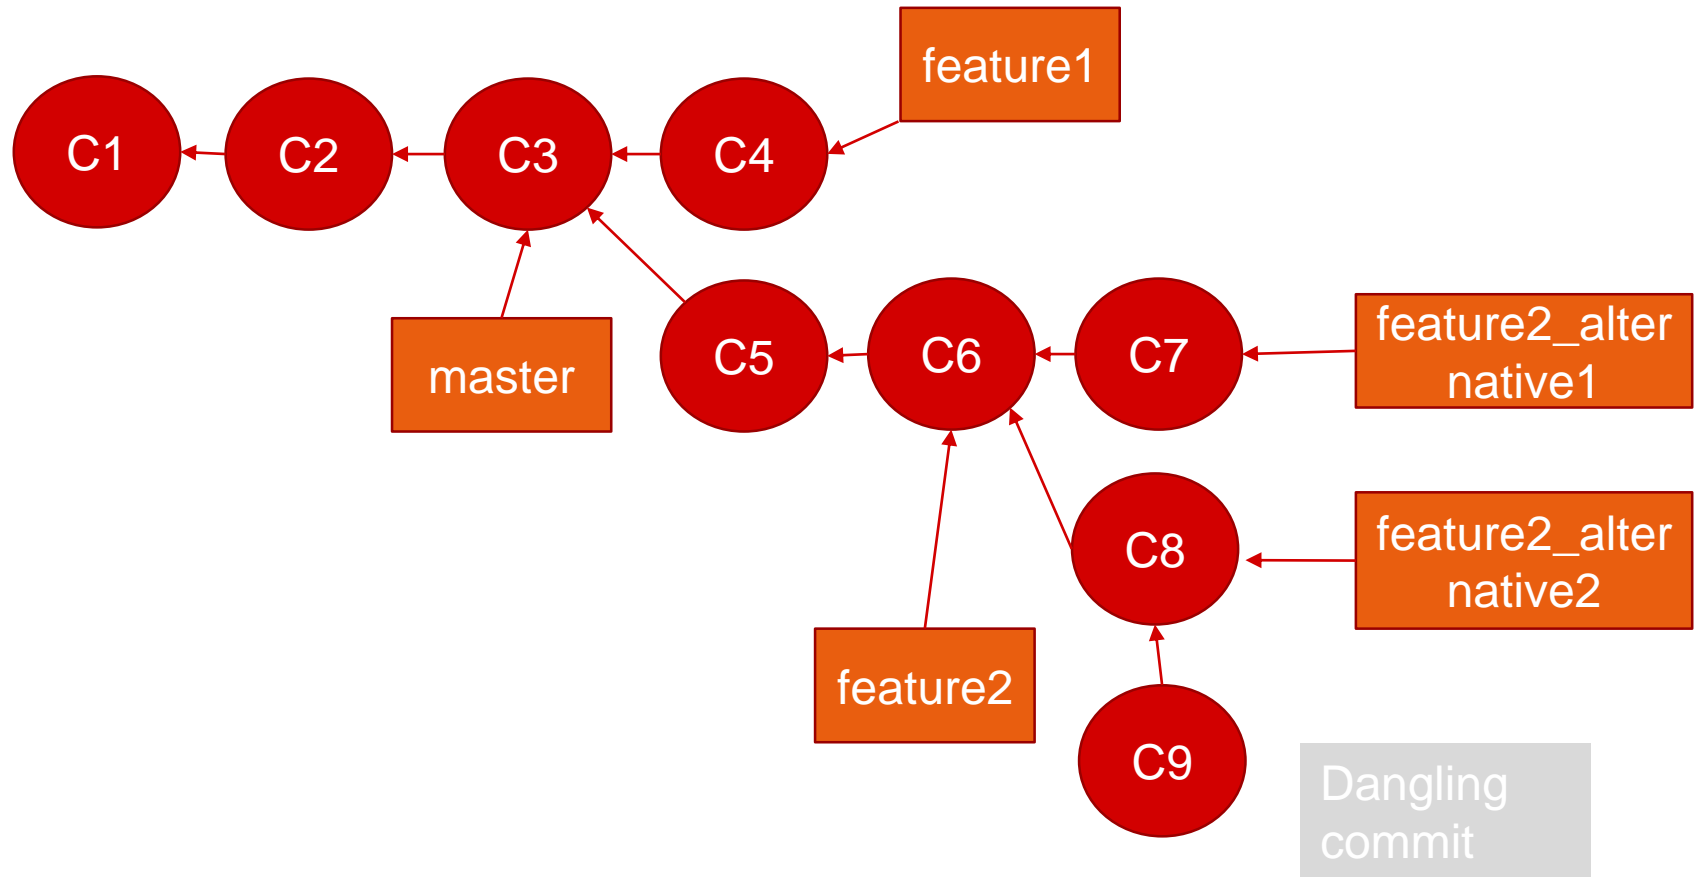 feature1
C1
C2
C3
C4
master
C5
C6
C7
feature2_alter
native1
C8
feature2_alter
native2
feature2
C9
Dangling
commit